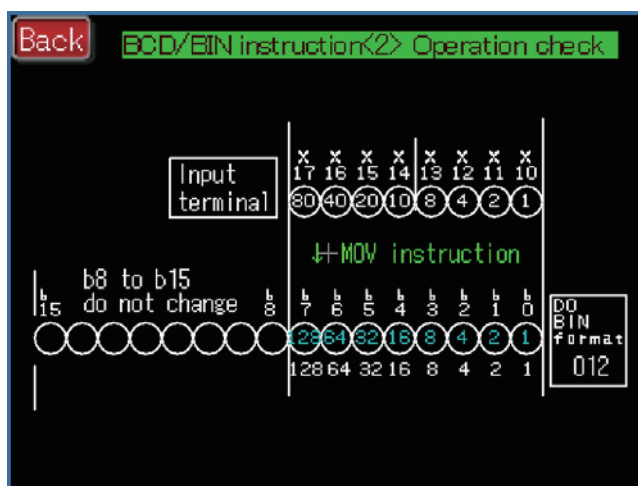 Back
BCD/BIN instruction<2> Operation check
Input terminal
X X X X X X X X
17 16 15 14 13 12 11 10
80 40 20 10 8 4 2 1
MOV instruction
b8 to b15
do not change
b b b b b b b b b b
15 8 7 6 5 4 3 2 1 0
128 64 32 16 8 4 2 1
128 64 32 16 8 4 2 1
D0
BIN
format
012